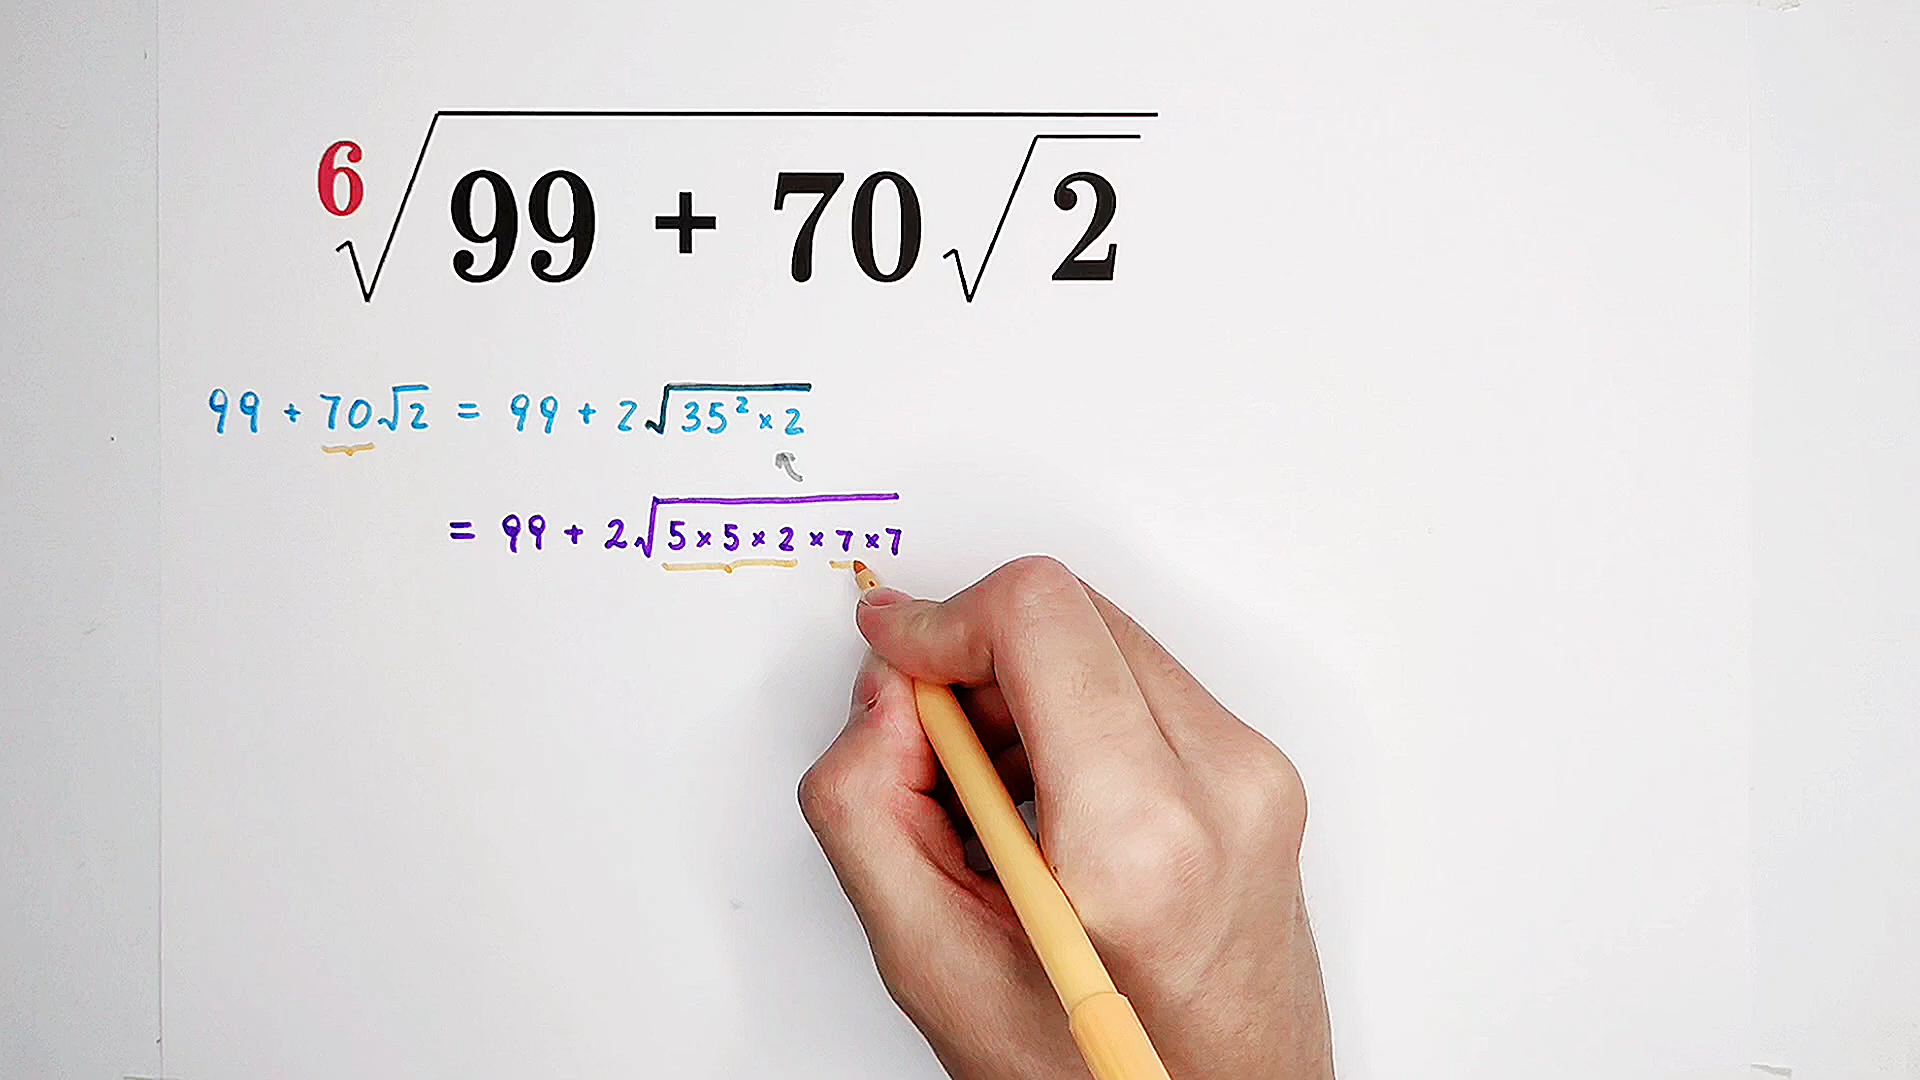 ⁶√(99 + 70√2)
99 + 70√2 = 99 + 2√(35² × 2)
= 99 + 2√(5 × 5 × 2 × 7 × 7)